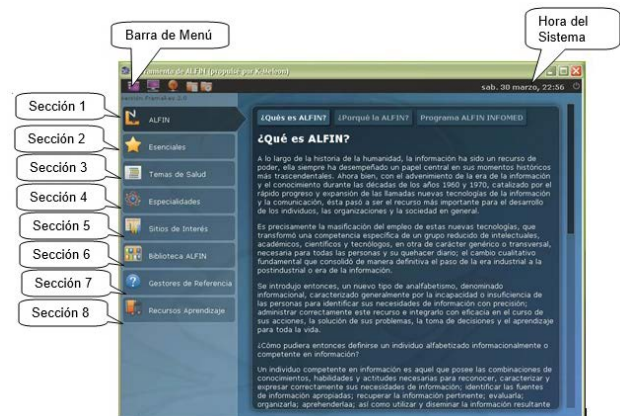 Barra de Menú
Hora del
Sistema
sab. 30 marzo, 22:56
Sección 1
Sección 2
Sección 3
Sección 4
Sección 5
Sección 6
Sección 7
Sección 8
ALFIN
Esenciales
Temas de Salud
Especialidades
Sitios de Interés
Biblioteca ALFIN
Gestores de Referencia
Recursos Aprendizaje
¿Qués es ALFIN? ¿Porqué la ALFIN? Programa ALFIN INFOMED
¿Qué es ALFIN?
A lo largo de la historia de la humanidad, la información ha sido un recurso de
poder, ella siempre ha desempeñado un papel central en sus momentos históricos
más trascendentales. Ahora bien, con el advenimiento de la era de la información
y el conocimiento durante las décadas de los años 1960 y 1970, catalizado por el
rápido progreso y expansión de las llamadas nuevas tecnologías de la información
y la comunicación, ésta pasó a ser el recurso más importante para el desarrollo
de los individuos, las organizaciones y la sociedad en general.
Es precisamente la masificación del empleo de estas nuevas tecnologías, que
transformó una competencia específica de un grupo reducido de intelectuales,
académicos, científicos y tecnólogos, en otra de carácter genérico o transversal,
necesaria para todas las personas y su quehacer diario; el cambio cualitativo
fundamental que consolidó de manera definitiva el paso de la era industrial a la
postindustrial o era de la información.
Se introdujo entonces, un nuevo tipo de analfabetismo, denominado
informacional, caracterizado generalmente por la incapacidad o insuficiencia de
las personas para identificar sus necesidades de información con precisión;
administrar correctamente este recurso e integrarlo con eficacia en el curso de
sus acciones, la solución de sus problemas, la toma de decisiones y el aprendizaje
para toda la vida.
¿Cómo pudiera entonces definirse un individuo alfabetizado informacionalmente o
competente en información?
Un individuo competente en información es aquel que posee las combinaciones de
conocimientos, habilidades y actitudes necesarias para reconocer, caracterizar y
expresar correctamente sus necesidades de información; identificar las fuentes
de información apropiadas; recuperar la información pertinente; evaluarla;
organizarla; aprehenderlaa; así como utilizar y diseminar la información resultante